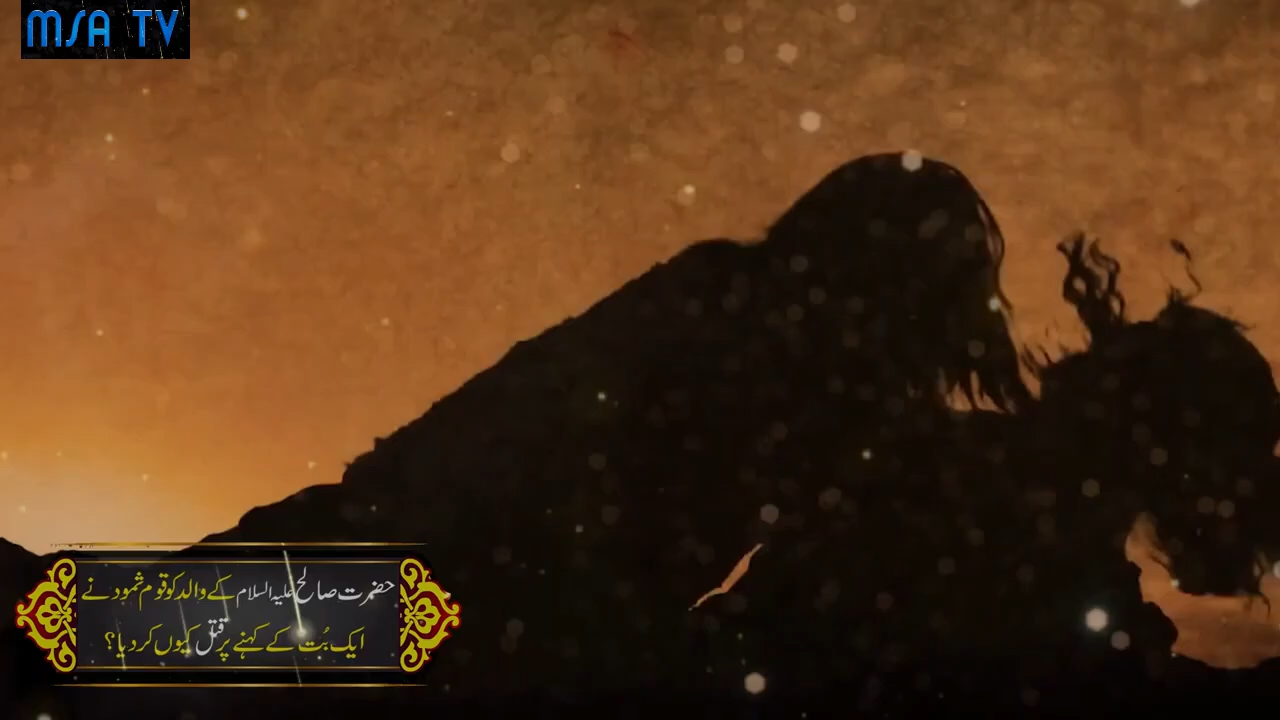 MSA TV
حضرت صالح علیہ السلام کے والد کو قوم ثمود نے
ایک بُت کے کہنے پر قتل کیوں کر دیا ؟